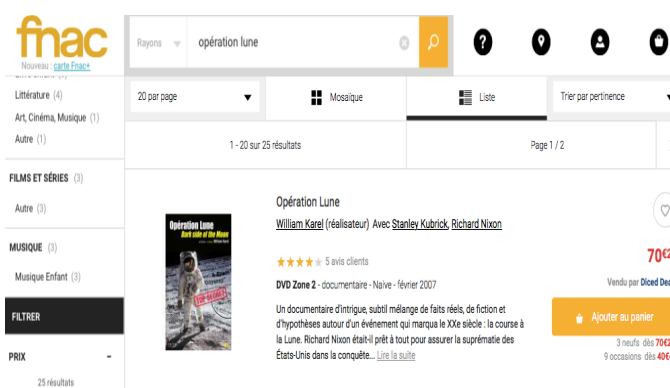 fnac
Nouveau : carte Fnac+
Rayons
opération lune
?
Littérature (4)
Art, Cinéma, Musique (1)
Autre (1)
FILMS ET SÉRIES (3)
Autre (3)
MUSIQUE (3)
Musique Enfant (3)
FILTRER
PRIX -
25 résultats
20 par page
Mosaïque
Liste
Trier par pertinence
1 - 20 sur 25 résultats
Page 1 / 2
Opération Lune
Dark side of the Moon
TOP SECRET
Opération Lune
William Karel (réalisateur) Avec Stanley Kubrick, Richard Nixon
5 avis clients
DVD Zone 2 - documentaire - Naive - février 2007
Un documentaire d'intrigue, subtil mélange de faits réels, de fiction et
d'hypothèses autour d'un événement qui marqua le XXe siècle : la course à
la Lune. Richard Nixon était-il prêt à tout pour assurer la suprématie des
États-Unis dans la conquête... Lire la suite
70€2
Vendu par Diced Dea
Ajouter au panier
3 neufs dès 70€2
9 occasions dès 40€